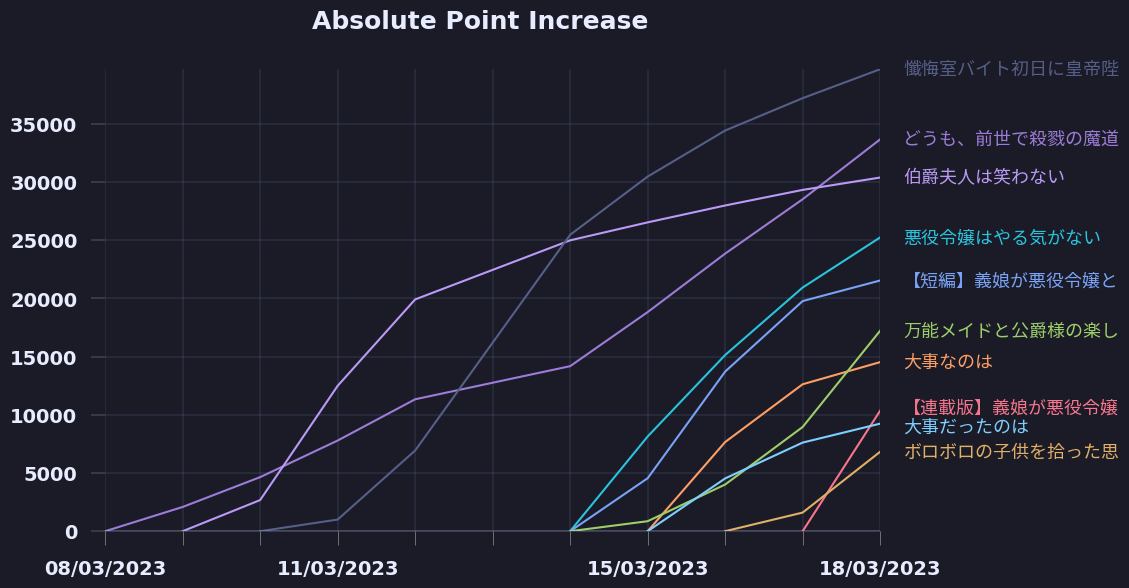 Absolute Point Increase
懺悔室バイト初日に皇帝陛
35000
どうも、前世で殺戮の魔道
30000
伯爵夫人は笑わない
25000
悪役令嬢はやる気がない
【短編】義娘が悪役令嬢と
20000
万能メイドと公爵様の楽し
15000
大事なのは
10000
【連載版】義娘が悪役令嬢
大事だったのは
ボロボロの子供を拾った思
5000
0
08/03/2023
11/03/2023
15/03/2023
18/03/2023